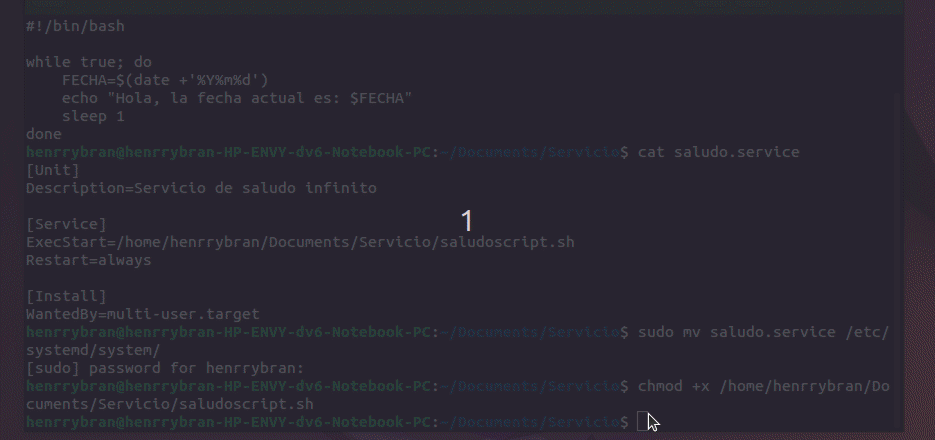 #!/bin/bash
while true; do
    FECHA=$(date +'%Y%m%d')
    echo "Hola, la fecha actual es: $FECHA"
    sleep 1
done
henrrybran@henrrybran-HP-ENVY-dv6-Notebook-PC:~/Documents/Servicio$ cat saludo.service
[Unit]
Description=Servicio de saludo infinito
1
[Service]
ExecStart=/home/henrrybran/Documents/Servicio/saludoscript.sh
Restart=always
[Install]
WantedBy=multi-user.target
henrrybran@henrrybran-HP-ENVY-dv6-Notebook-PC:~/Documents/Servicio$ sudo mv saludo.service /etc/
systemd/system/
[sudo] password for henrrybran:
henrrybran@henrrybran-HP-ENVY-dv6-Notebook-PC:~/Documents/Servicio$ chmod +x /home/henrrybran/Do
cuments/Servicio/saludoscript.sh
henrrybran@henrrybran-HP-ENVY-dv6-Notebook-PC:~/Documents/Servicio$